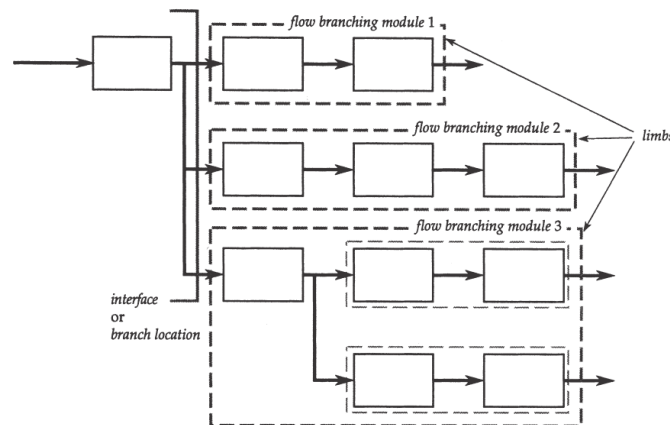 flow branching module 1
flow branching module 2
limbs
flow branching module 3
interface
or
branch location